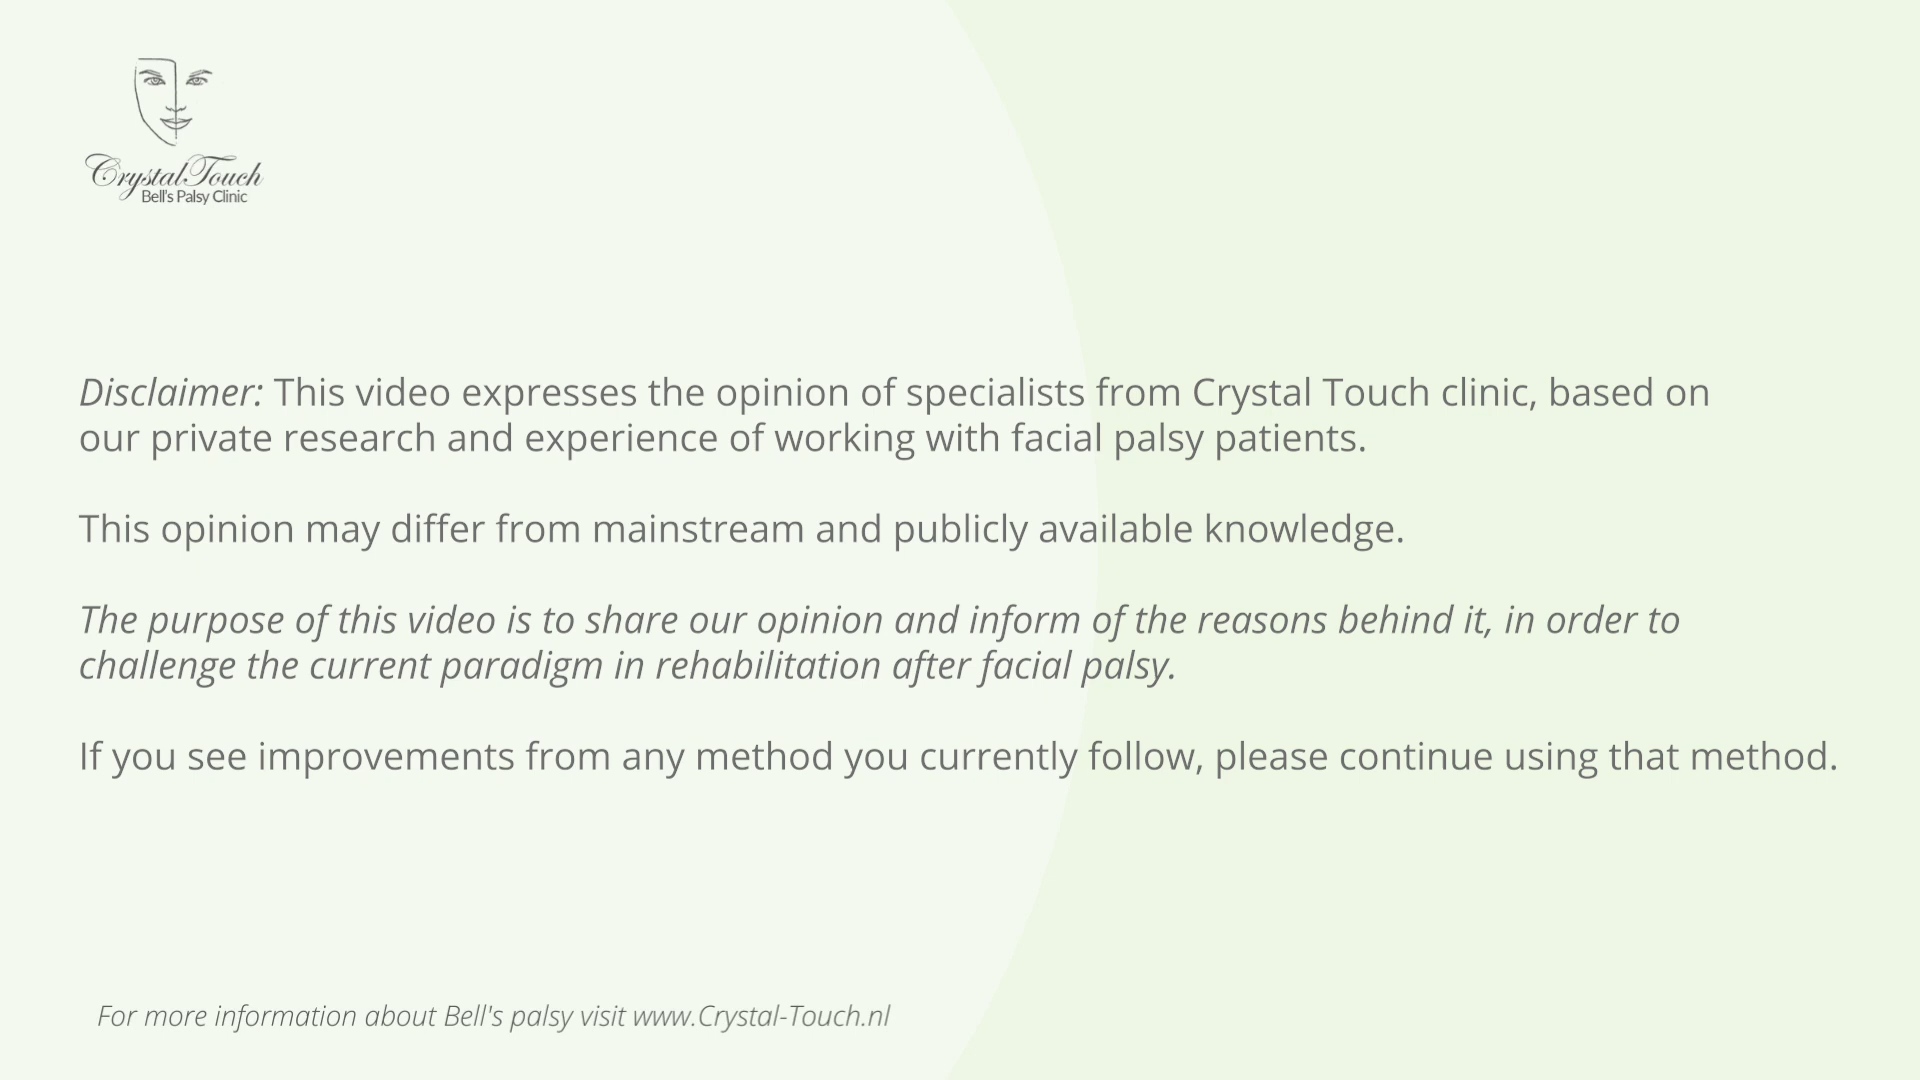 Crystal Touch
Bell's Palsy Clinic
Disclaimer: This video expresses the opinion of specialists from Crystal Touch clinic, based on
our private research and experience of working with facial palsy patients.
This opinion may differ from mainstream and publicly available knowledge.
The purpose of this video is to share our opinion and inform of the reasons behind it, in order to
challenge the current paradigm in rehabilitation after facial palsy.
If you see improvements from any method you currently follow, please continue using that method.
For more information about Bell's palsy visit www.Crystal-Touch.nl